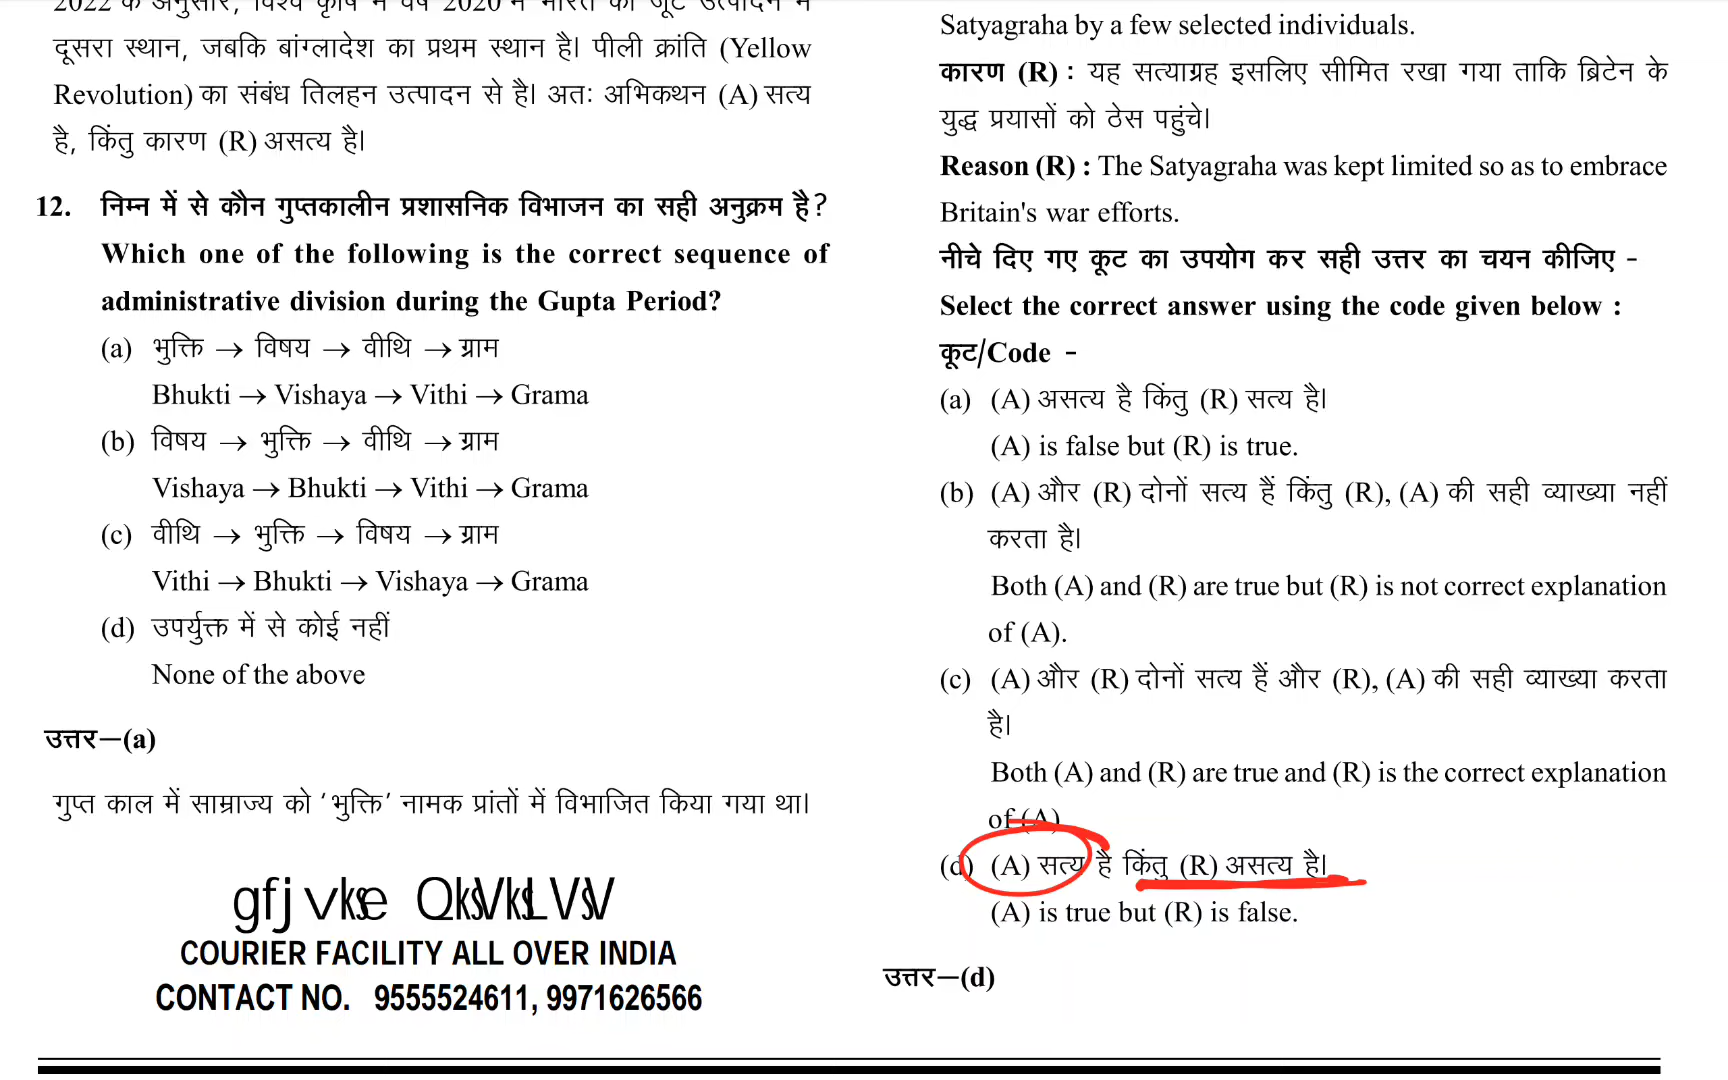 2022 के अनुसार, विश्व कृषि में वर्ष 2020 में भारत का जूट उत्पादन में
दूसरा स्थान, जबकि बांग्लादेश का प्रथम स्थान है। पीली क्रांति (Yellow
Revolution) का संबंध तिलहन उत्पादन से है। अतः अभिकथन (A) सत्य
है, किंतु कारण (R) असत्य है।
12. निम्न में से कौन गुप्तकालीन प्रशासनिक विभाजन का सही अनुक्रम है?
Which one of the following is the correct sequence of
administrative division during the Gupta Period?
(a) भुक्ति → विषय → वीथि → ग्राम
Bhukti → Vishaya → Vithi → Grama
(b) विषय → भुक्ति → वीथि → ग्राम
Vishaya → Bhukti → Vithi → Grama
(c) वीथि → भुक्ति → विषय → ग्राम
Vithi → Bhukti → Vishaya → Grama
(d) उपर्युक्त में से कोई नहीं
None of the above
उत्तर—(a)
गुप्त काल में साम्राज्य को ‘भुक्ति’ नामक प्रांतों में विभाजित किया गया था।
COURIER FACILITY ALL OVER INDIA
CONTACT NO. 9555524611, 9971626566
Satyagraha by a few selected individuals.
कारण (R) : यह सत्याग्रह इसलिए सीमित रखा गया ताकि ब्रिटेन के
युद्ध प्रयासों को ठेस पहुंचे।
Reason (R) : The Satyagraha was kept limited so as to embrace
Britain's war efforts.
नीचे दिए गए कूट का उपयोग कर सही उत्तर का चयन कीजिए -
Select the correct answer using the code given below :
कूट/Code -
(a) (A) असत्य है किंतु (R) सत्य है।
(A) is false but (R) is true.
(b) (A) और (R) दोनों सत्य हैं किंतु (R), (A) की सही व्याख्या नहीं
करता है।
Both (A) and (R) are true but (R) is not correct explanation
of (A).
(c) (A) और (R) दोनों सत्य हैं और (R), (A) की सही व्याख्या करता
है।
Both (A) and (R) are true and (R) is the correct explanation
of (A)
(d) (A) सत्य है किंतु (R) असत्य है।
(A) is true but (R) is false.
उत्तर—(d)